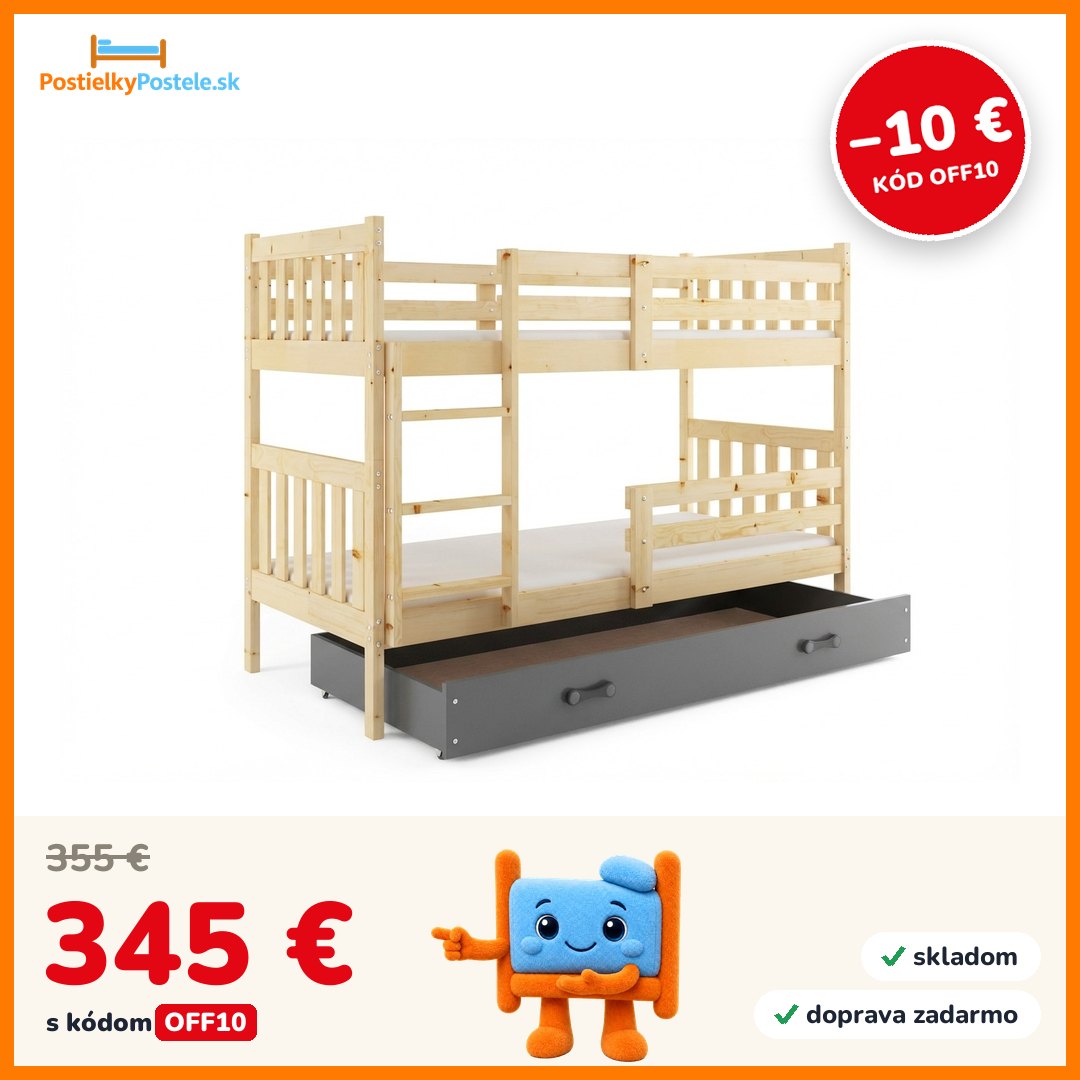 PostielkyPostele.sk
–10 €
KÓD OFF10
355 €
345 €
s kódom OFF10
✓ skladom
✓ doprava zadarmo